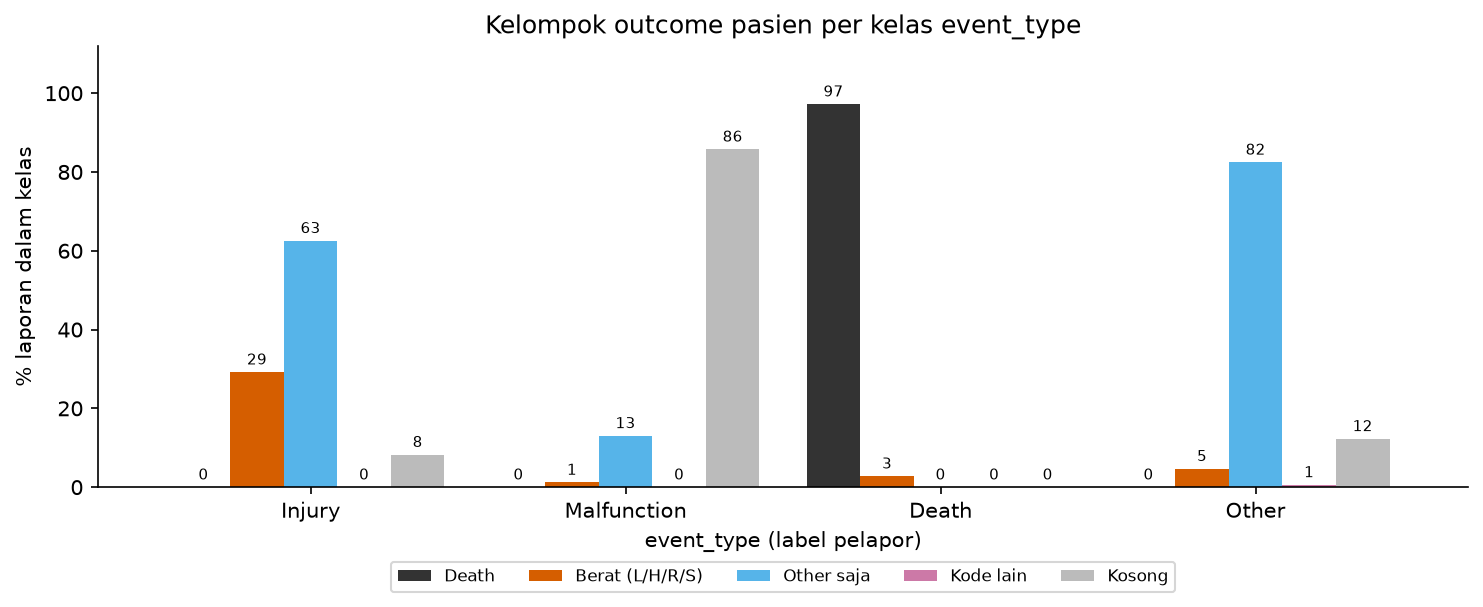 Kelompok outcome pasien per kelas event_type
% laporan dalam kelas
100
80
60
40
20
0
0 29 63 0 8
0 1 13 0 86
97 3 0 0 0
0 5 82 1 12
Injury Malfunction Death Other
event_type (label pelapor)
Death Berat (L/H/R/S) Other saja Kode lain Kosong